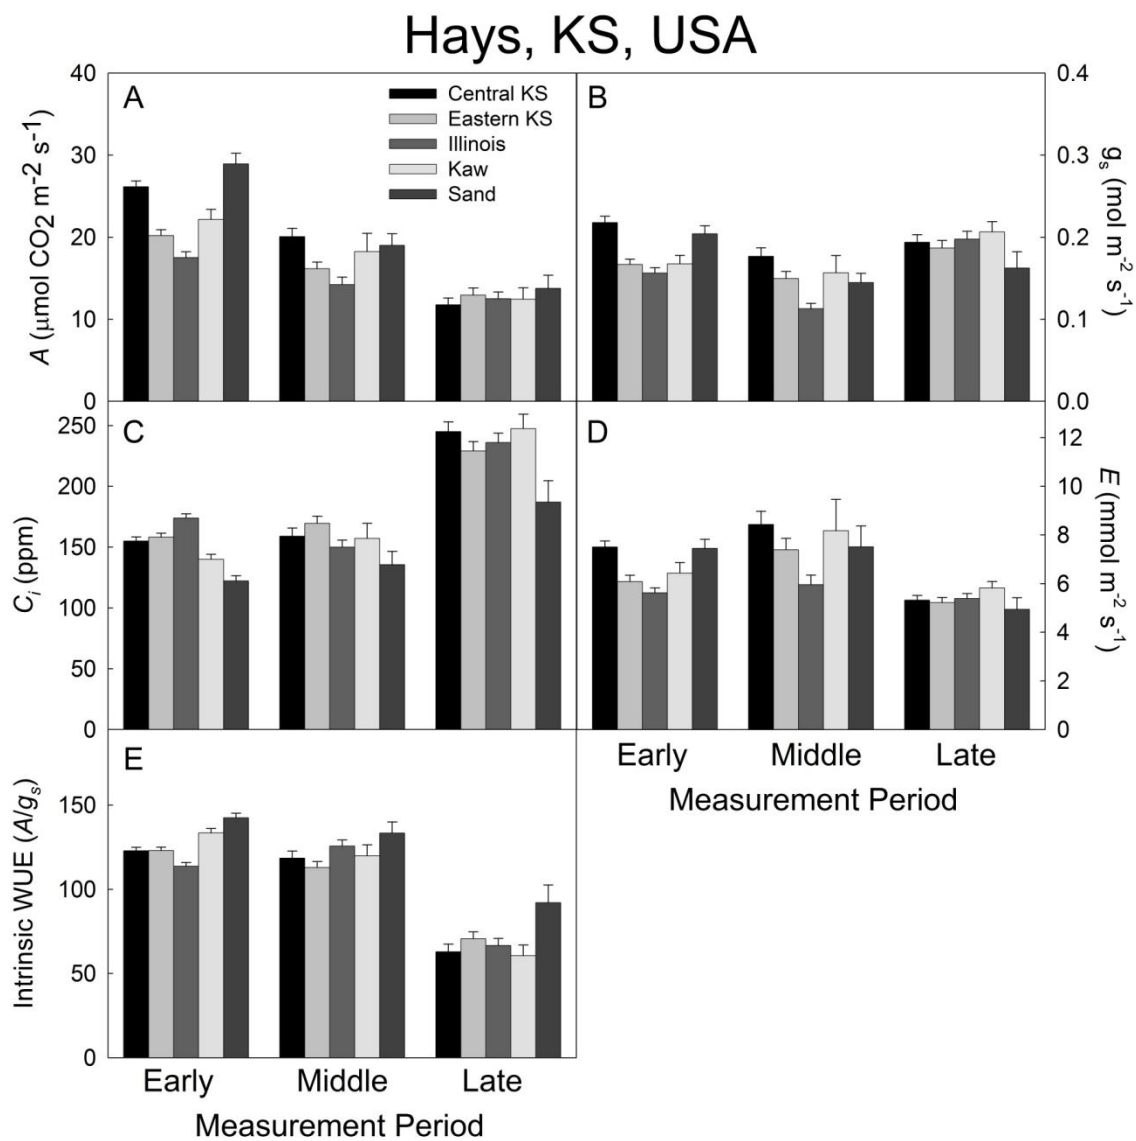 Hays, KS, USA
A
Central KS
Eastern KS
Illinois
Kaw
Sand
40
30
20
10
0
A (μmol CO2 m-2 s-1)
B
0.4
0.3
0.2
0.1
0.0
gs (mol m-2 s-1)
C
250
200
150
100
50
0
Ci (ppm)
D
12
10
8
6
4
2
0
E (mmol m-2 s-1)
Early Middle Late
Measurement Period
E
150
100
50
0
Intrinsic WUE (A/gs)
Early Middle Late
Measurement Period